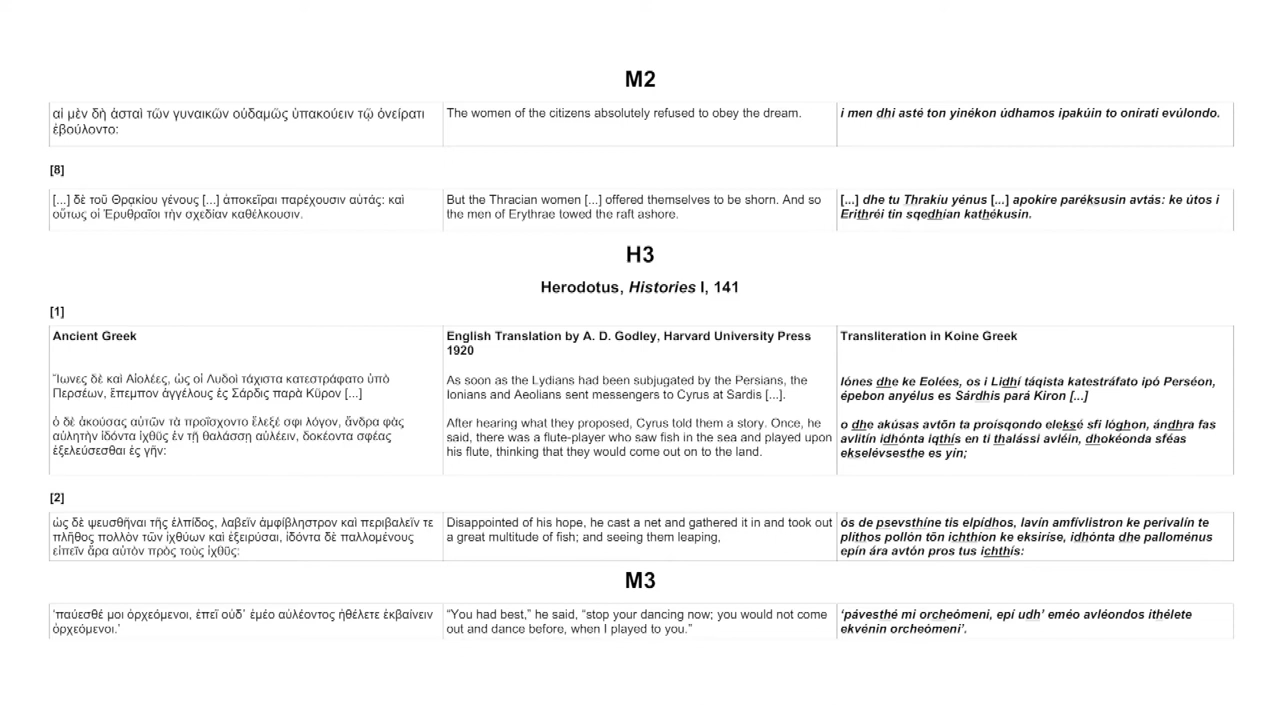 M2
αἱ μὲν δὴ ἀσταὶ τῶν γυναικῶν οὐδαμῶς ὑπακούειν τῷ ὀνείρατι
ἐβούλοντο:
The women of the citizens absolutely refused to obey the dream.
i men dhi asté ton yinékon údhamos ipakúin to onírati evúlondo.
[8]
[...] δὲ τοῦ Θρᾳκίου γένους [...] ἀποκεῖραι παρέχουσιν αὐτάς: καὶ
οὕτως οἱ Ἐρυθραῖοι τὴν σχεδίαν καθέλκουσιν.
But the Thracian women [...] offered themselves to be shorn. And so
the men of Erythrae towed the raft ashore.
[...] dhe tu Thrakíu yénus [...] apokíre paréksusin avtás: ke útos i
Erithréi tin sqedhían kathékusin.
H3
Herodotus, Histories I, 141
[1]
Ancient Greek
Ἴωνες δὲ καὶ Αἰολέες, ὡς οἱ Λυδοὶ τάχιστα κατεστράφατο ὑπὸ
Περσέων, ἔπεμπον ἀγγέλους ἐς Σάρδις παρὰ Κῦρον [...]
ὁ δὲ ἀκούσας αὐτῶν τὰ προΐσχοντο ἔλεξέ σφι λόγον, ἄνδρα φὰς
αὐλητὴν ἰδόντα ἰχθῦς ἐν τῇ θαλάσσῃ αὐλέειν, δοκέοντα σφέας
ἐξελεύσεσθαι ἐς γῆν:
English Translation by A. D. Godley, Harvard University Press
1920
As soon as the Lydians had been subjugated by the Persians, the
Ionians and Aeolians sent messengers to Cyrus at Sardis [...].
After hearing what they proposed, Cyrus told them a story. Once, he
said, there was a flute-player who saw fish in the sea and played upon
his flute, thinking that they would come out on to the land.
Transliteration in Koine Greek
Iónes dhe ke Eolées, os i Lidhí táqista katestráfato ipó Perséon,
épebon anyélus es Sárdhis pará Kiron [...]
o dhe akúsas avtōn ta proísqondo eleksé sfi lóghon, ándhra fas
avlitín idhónta iqthís en ti thalássi avléin, dhokéonda sféas
ekselévsesthe es yín;
[2]
ὡς δὲ ψευσθῆναι τῆς ἐλπίδος, λαβεῖν ἀμφίβληστρον καὶ περιβαλεῖν τε
πλῆθος πολλὸν τῶν ἰχθύων καὶ ἐξειρύσαι, ἰδόντα δὲ παλλομένους
εἰπεῖν ἄρα αὐτὸν πρὸς τοὺς ἰχθῦς:
Disappointed of his hope, he cast a net and gathered it in and took out
a great multitude of fish; and seeing them leaping,
ōs de psevsthíne tis elpídhos, lavín amfívlistron ke perivalín te
plíthos pollón tōn ichthíon ke eksiríse, idhónta dhe palloménus
epín ára avtón pros tus ichthís:
M3
‘παύεσθέ μοι ὀρχεόμενοι, ἐπεῖ οὐδ᾽ ἐμέο αὐλέοντος ἠθέλετε ἐκβαίνειν
ὀρχεόμενοι.’
“You had best,” he said, “stop your dancing now; you would not come
out and dance before, when I played to you.”
‘pávesthé mi orcheómeni, epí udh’ eméo avléondos ithélete
ekvénin orcheómeni’.